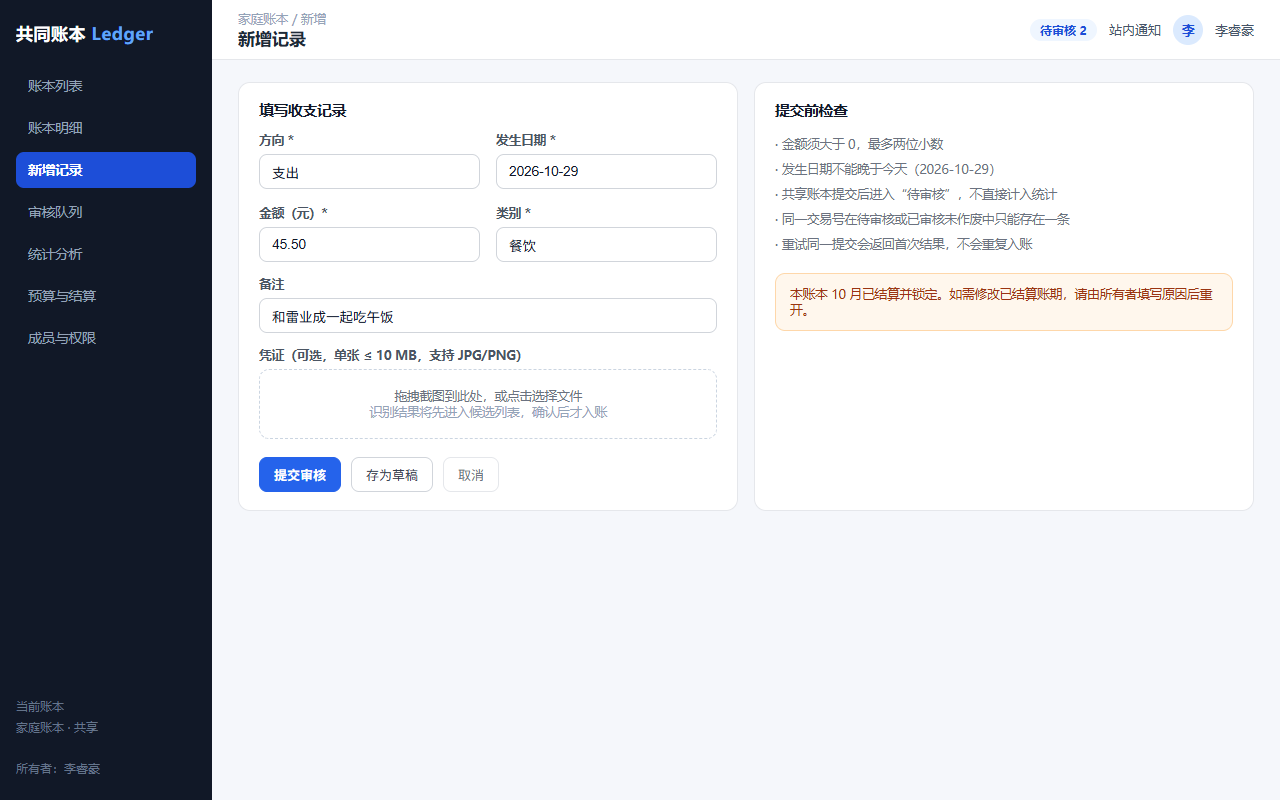 共同账本 Ledger
账本列表
账本明细
新增记录
审核队列
统计分析
预算与结算
成员与权限
当前账本
家庭账本 · 共享
所有者：李睿豪
家庭账本 / 新增
新增记录
待审核 2
站内通知
李
李睿豪
填写收支记录
方向 *
发生日期 *
支出
2026-10-29
金额（元）*
类别 *
45.50
餐饮
备注
和雷业成一起吃午饭
凭证（可选，单张 ≤ 10 MB，支持 JPG/PNG）
拖拽截图到此处，或点击选择文件
识别结果将先进入候选列表，确认后才入账
提交审核
存为草稿
取消
提交前检查
· 金额须大于 0，最多两位小数
· 发生日期不能晚于今天（2026-10-29）
· 共享账本提交后进入“待审核”，不直接计入统计
· 同一交易号在待审核或已审核未作废中只能存在一条
· 重试同一提交会返回首次结果，不会重复入账
本账本 10 月已结算并锁定。如需修改已结算账期，请由所有者填写原因后重
开。